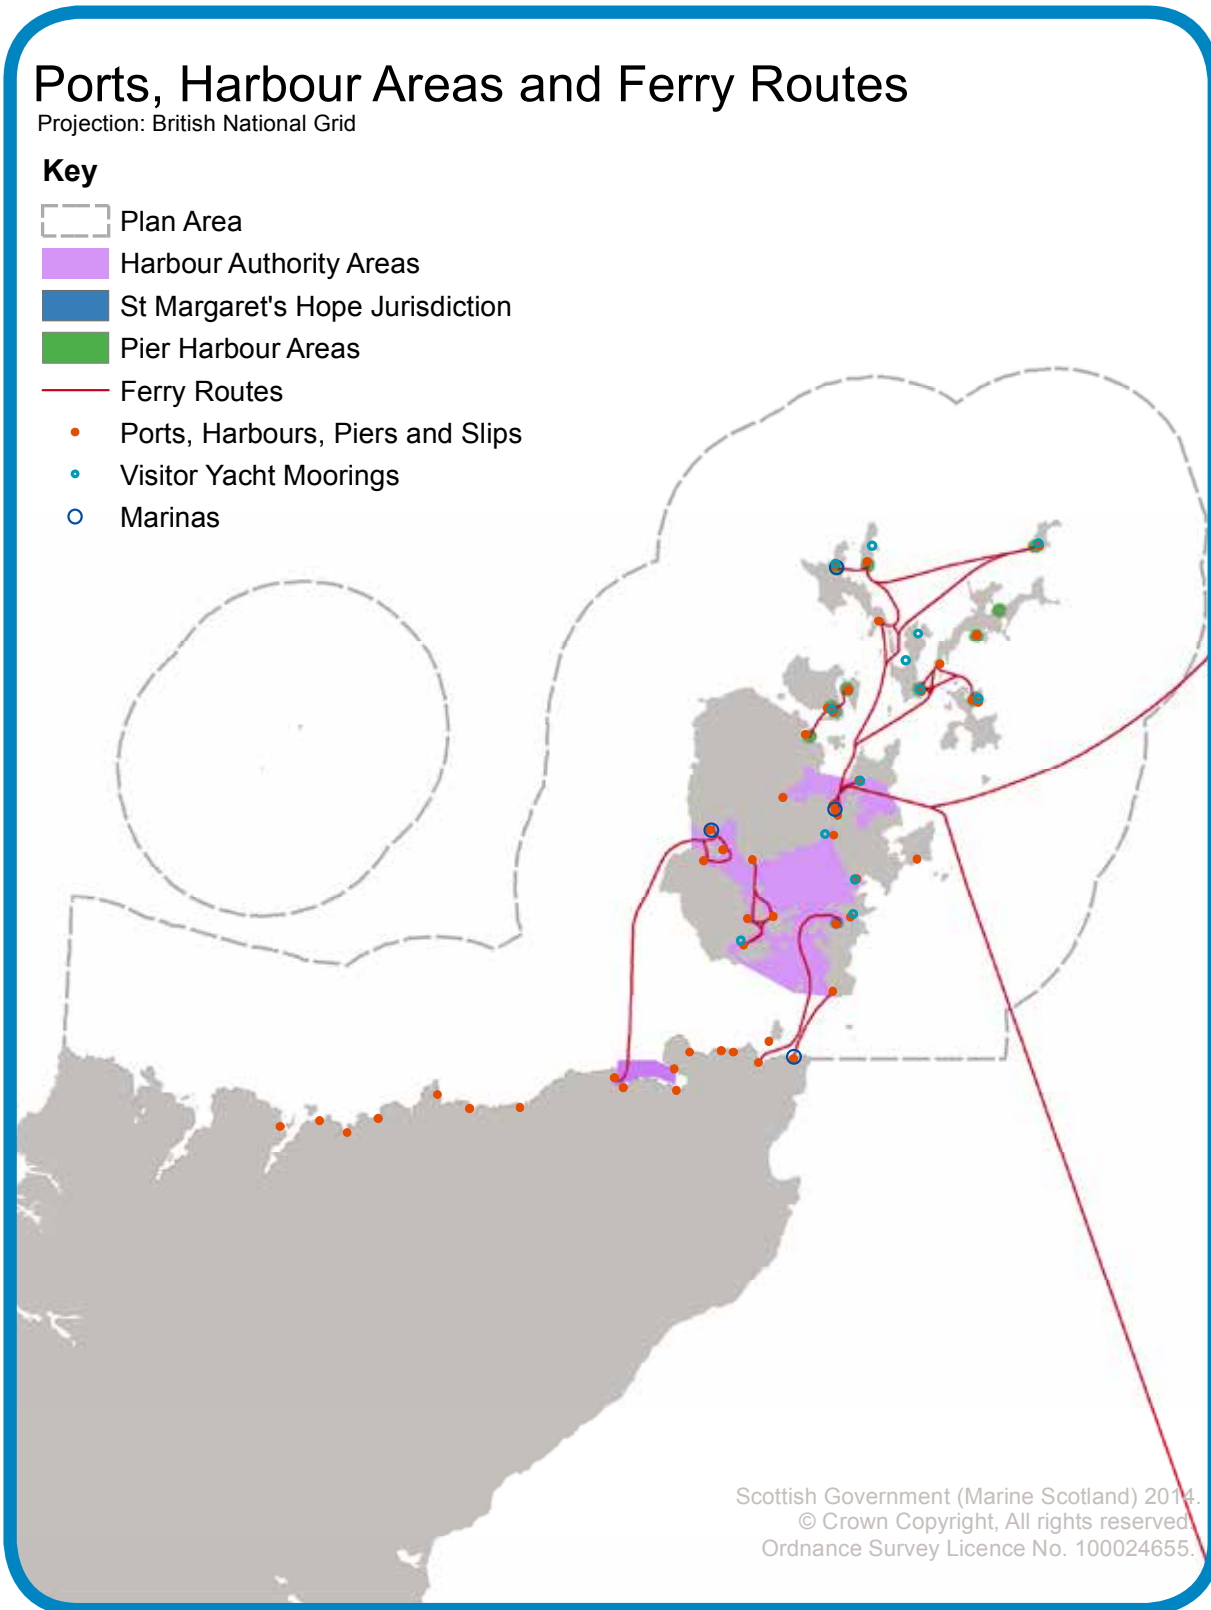 Ports, Harbour Areas and Ferry Routes
Projection: British National Grid
Key
Plan Area
Harbour Authority Areas
St Margaret's Hope Jurisdiction
Pier Harbour Areas
Ferry Routes
Ports, Harbours, Piers and Slips
Visitor Yacht Moorings
Marinas
Scottish Government (Marine Scotland) 2014.
© Crown Copyright, All rights reserved.
Ordnance Survey Licence No. 100024655.